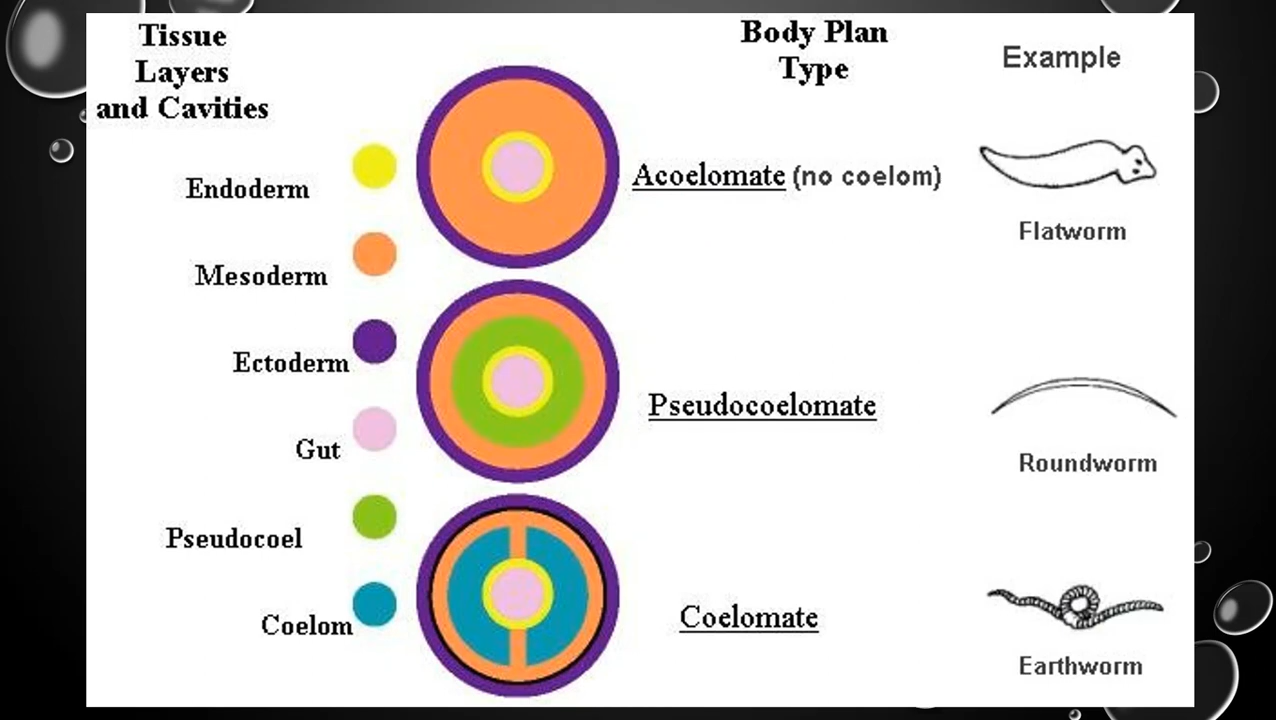 Tissue
Layers
and Cavities
Body Plan
Type
Example
Endoderm
Acoelomate (no coelom)
Flatworm
Mesoderm
Ectoderm
Pseudocoelomate
Gut
Roundworm
Pseudocoel
Coelom
Coelomate
Earthworm